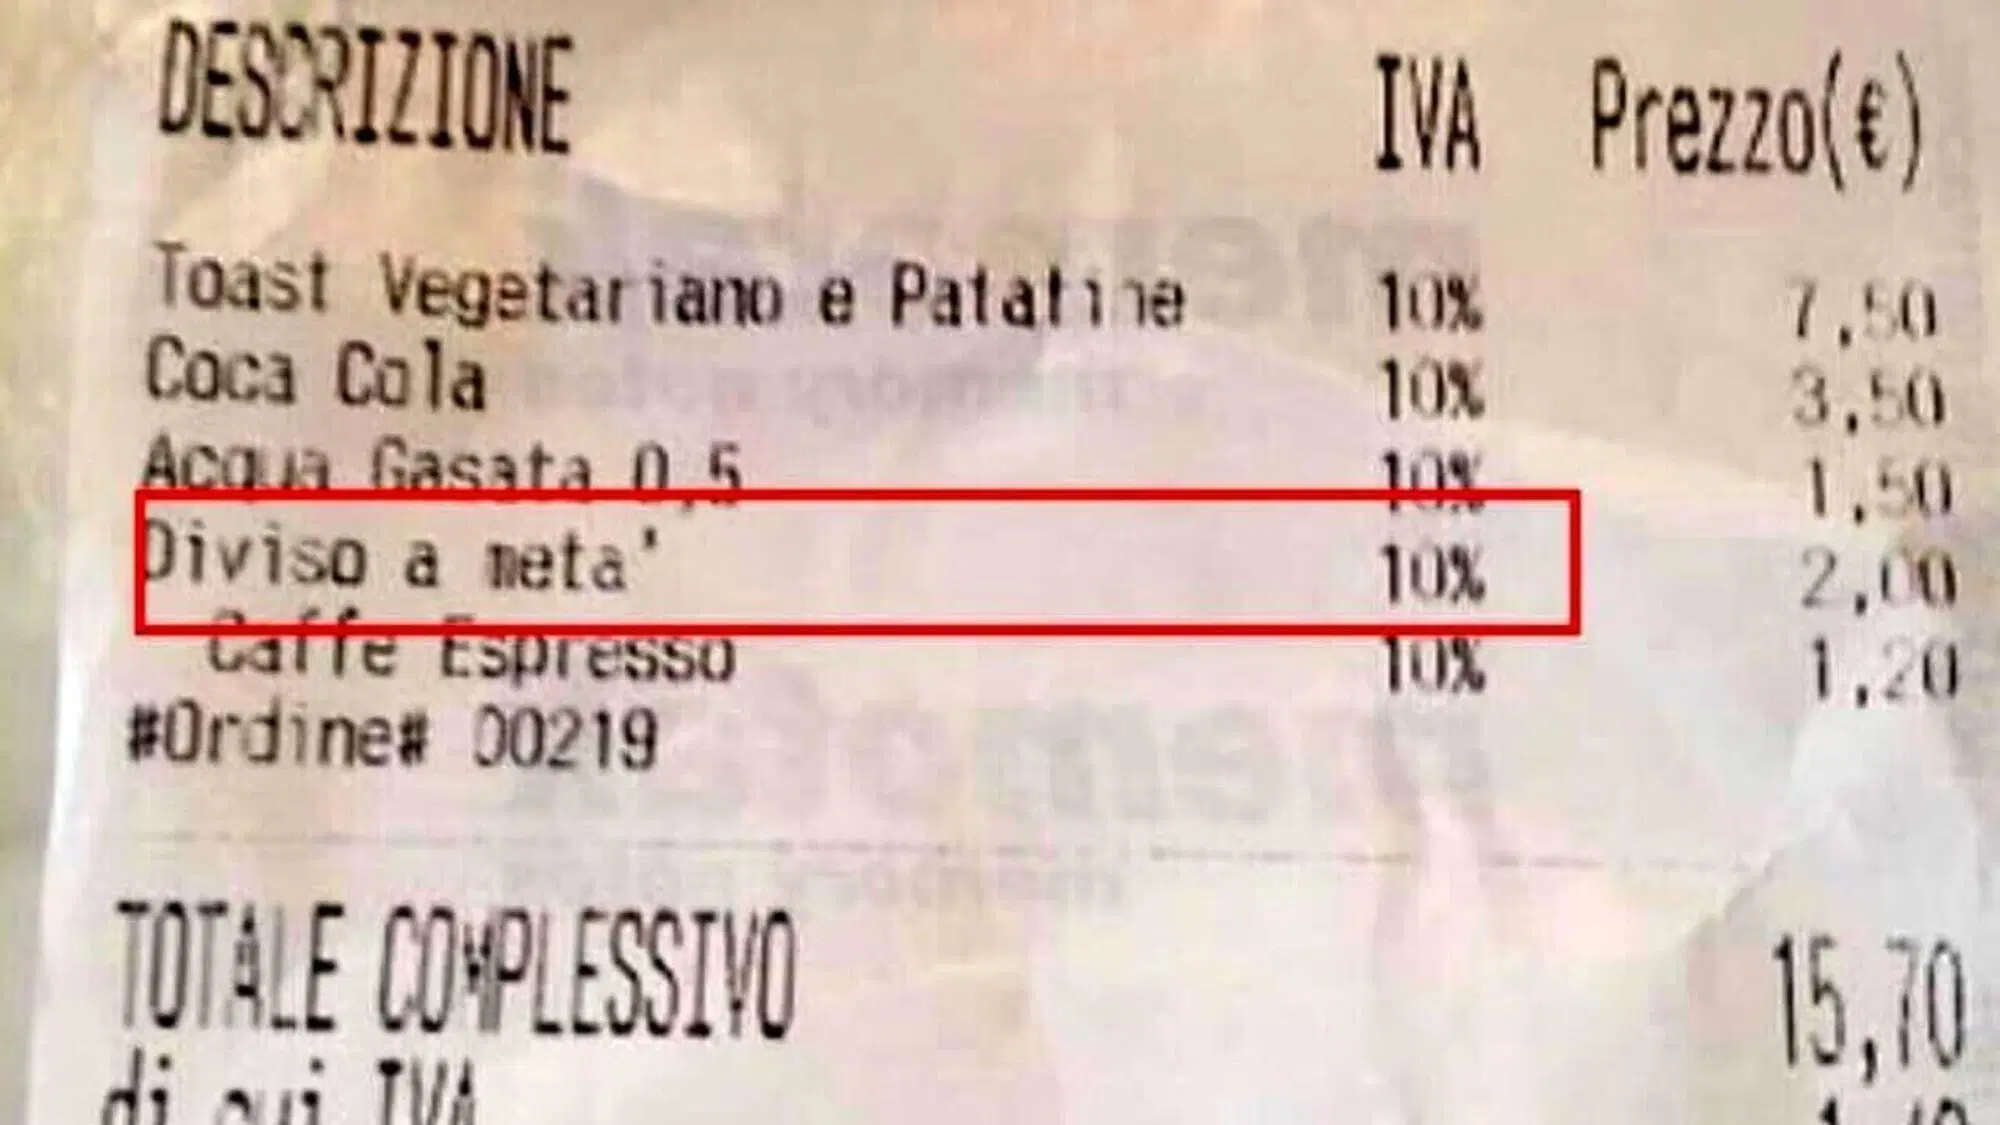 DESCRIZIONE IVA Prezzo(€)
Toast Vegetariano e Patatine 10% 7,50
Coca Cola 10% 3,50
Acqua Gasata 0,5 10% 1,50
Diviso a meta' 10% 2,00
Caffe Espresso 10% 1,20
#Ordine# 00219
TOTALE COMPLESSIVO 15,70
di cui IVA